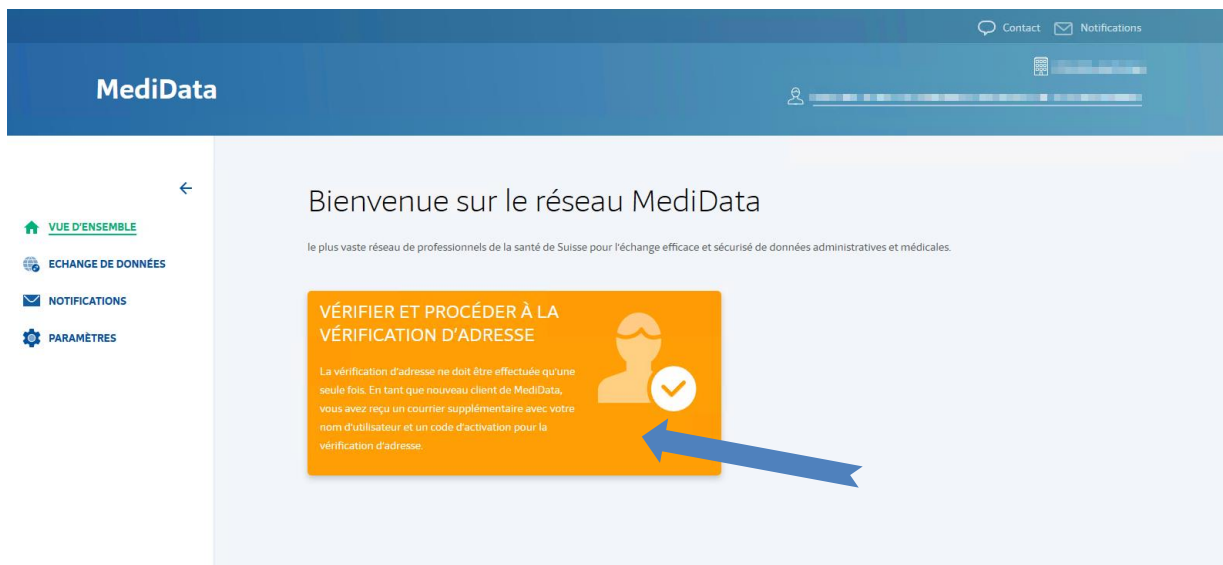 Contact Notifications
MediData
VUE D'ENSEMBLE
ECHANGE DE DONNÉES
NOTIFICATIONS
PARAMÈTRES
Bienvenue sur le réseau MediData
le plus vaste réseau de professionnels de la santé de Suisse pour l'échange efficace et sécurisé de données administratives et médicales.
VÉRIFIER ET PROCÉDER À LA
VÉRIFICATION D'ADRESSE
La vérification d'adresse ne doit être effectuée qu'une
seule fois. En tant que nouveau client de MediData,
vous avez reçu un courrier supplémentaire avec votre
nom d'utilisateur et un code d'activation pour la
vérification d'adresse.